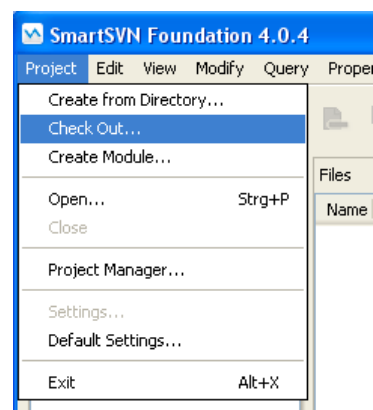 SmartSVN Foundation 4.0.4
Project Edit View Modify Query Proper
Create from Directory...
Check Out...
Create Module...
Files
Open... Strg+P
Name
Close
Project Manager...
Settings...
Default Settings...
Exit Alt+X